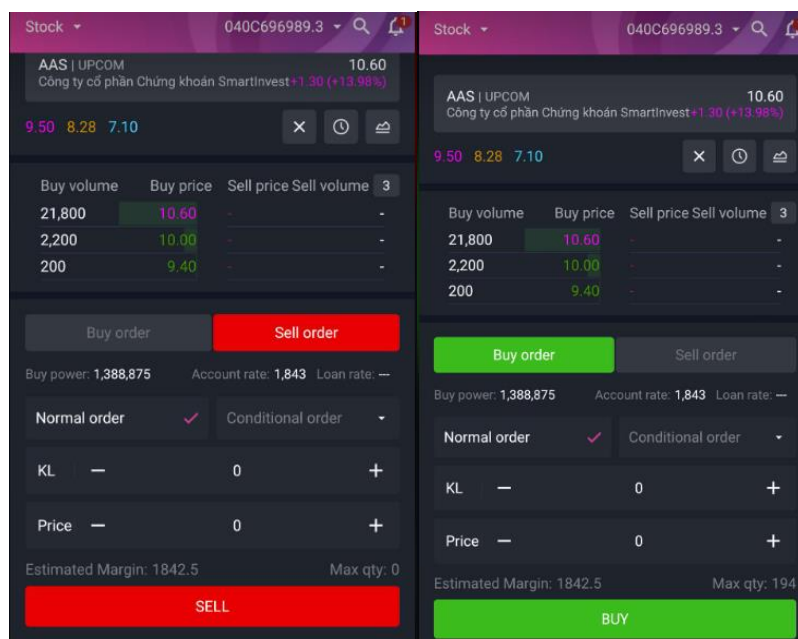 Stock
040C696989.3
1
AAS | UPCOM 10.60
Công ty cổ phần Chứng khoán SmartInvest +1.30 (+13.98%)
9.50 8.28 7.10
Buy volume Buy price Sell price Sell volume 3
21,800 10.60 - -
2,200 10.00 - -
200 9.40 - -
Buy order Sell order
Buy power: 1,388,875 Account rate: 1,843 Loan rate: ---
Normal order Conditional order
KL — 0 +
Price — 0 +
Estimated Margin: 1842.5 Max qty: 0
SELL
Stock
040C696989.3
AAS | UPCOM 10.60
Công ty cổ phần Chứng khoán SmartInvest +1.30 (+13.98%)
9.50 8.28 7.10
Buy volume Buy price Sell price Sell volume 3
21,800 10.60 - -
2,200 10.00 - -
200 9.40 - -
Buy order Sell order
Buy power: 1,388,875 Account rate: 1,843 Loan rate: ---
Normal order Conditional order
KL — 0 +
Price — 0 +
Estimated Margin: 1842.5 Max qty: 194
BUY